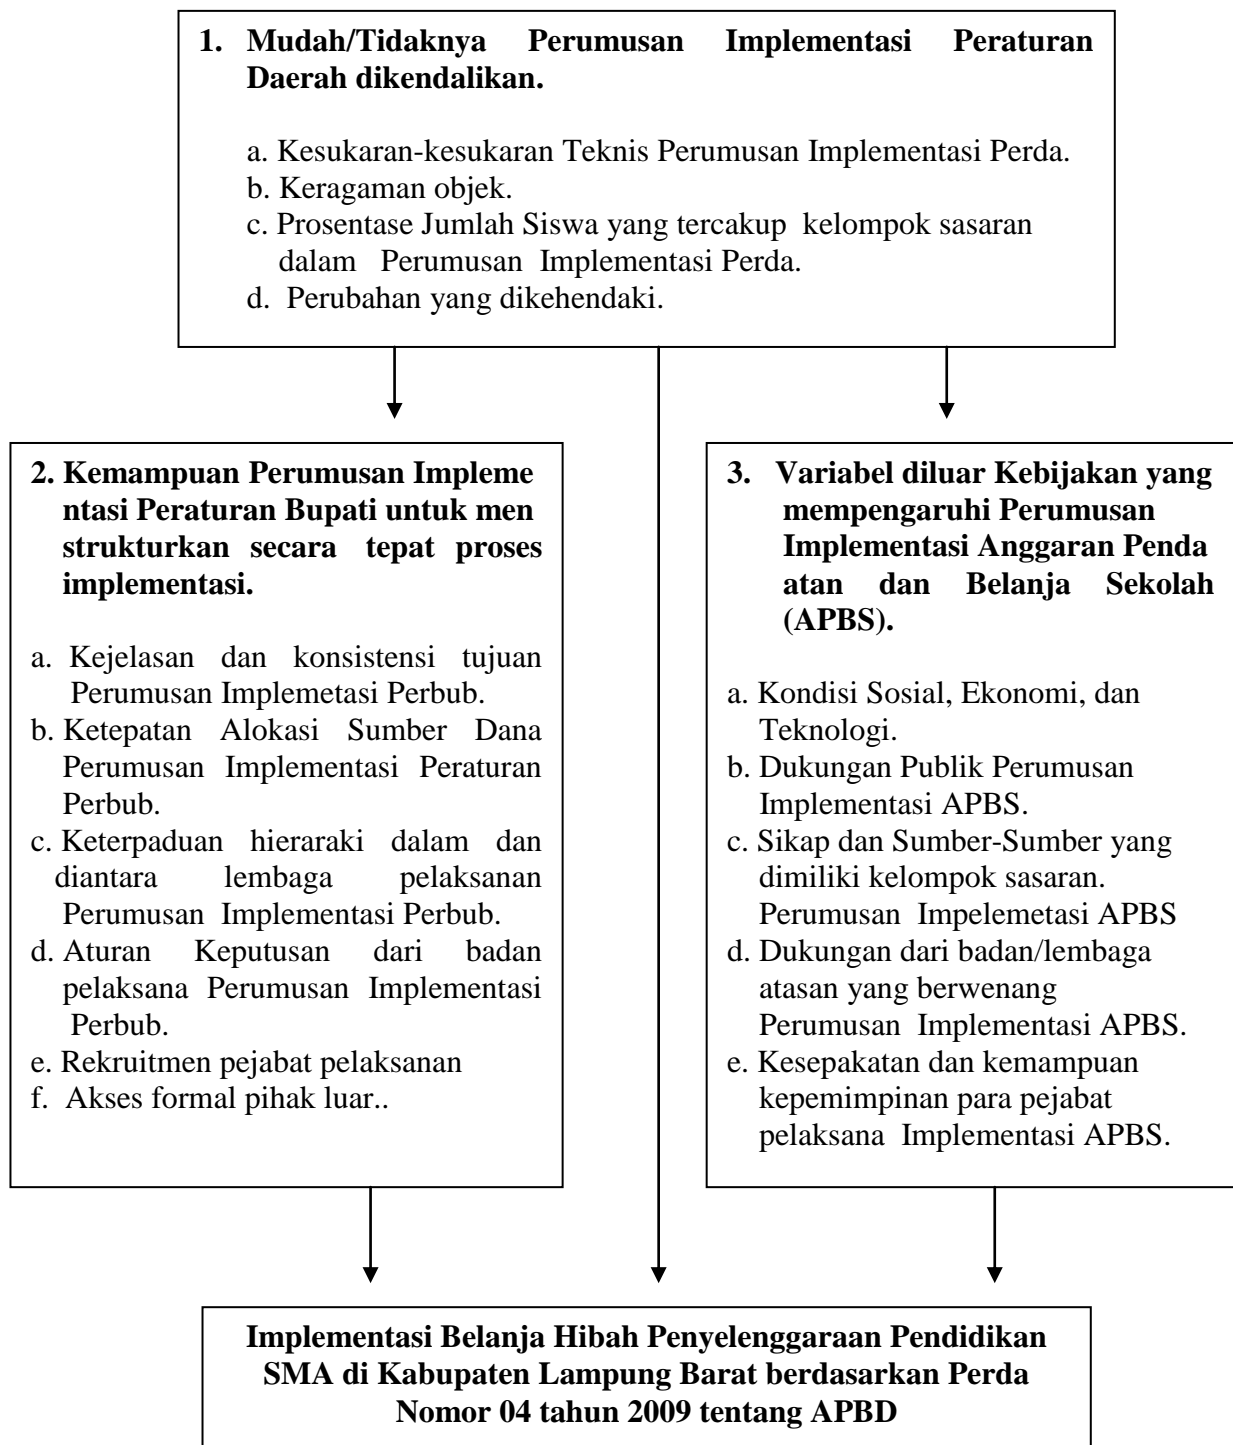 1. Mudah/Tidaknya Perumusan Implementasi Peraturan
Daerah dikendalikan.
a. Kesukaran-kesukaran Teknis Perumusan Implementasi Perda.
b. Keragaman objek.
c. Prosentase Jumlah Siswa yang tercakup kelompok sasaran
dalam Perumusan Implementasi Perda.
d. Perubahan yang dikehendaki.
2. Kemampuan Perumusan Impleme
ntasi Peraturan Bupati untuk men
strukturkan secara tepat proses
implementasi.
a. Kejelasan dan konsistensi tujuan
Perumusan Implemetasi Perbub.
b. Ketepatan Alokasi Sumber Dana
Perumusan Implementasi Peraturan
Perbub.
c. Keterpaduan hieraraki dalam dan
diantara lembaga pelaksanan
Perumusan Implementasi Perbub.
d. Aturan Keputusan dari badan
pelaksana Perumusan Implementasi
Perbub.
e. Rekruitmen pejabat pelaksanan
f. Akses formal pihak luar..
3. Variabel diluar Kebijakan yang
mempengaruhi Perumusan
Implementasi Anggaran Penda
atan dan Belanja Sekolah
(APBS).
a. Kondisi Sosial, Ekonomi, dan
Teknologi.
b. Dukungan Publik Perumusan
Implementasi APBS.
c. Sikap dan Sumber-Sumber yang
dimiliki kelompok sasaran.
Perumusan Impelemetasi APBS
d. Dukungan dari badan/lembaga
atasan yang berwenang
Perumusan Implementasi APBS.
e. Kesepakatan dan kemampuan
kepemimpinan para pejabat
pelaksana Implementasi APBS.
Implementasi Belanja Hibah Penyelenggaraan Pendidikan
SMA di Kabupaten Lampung Barat berdasarkan Perda
Nomor 04 tahun 2009 tentang APBD